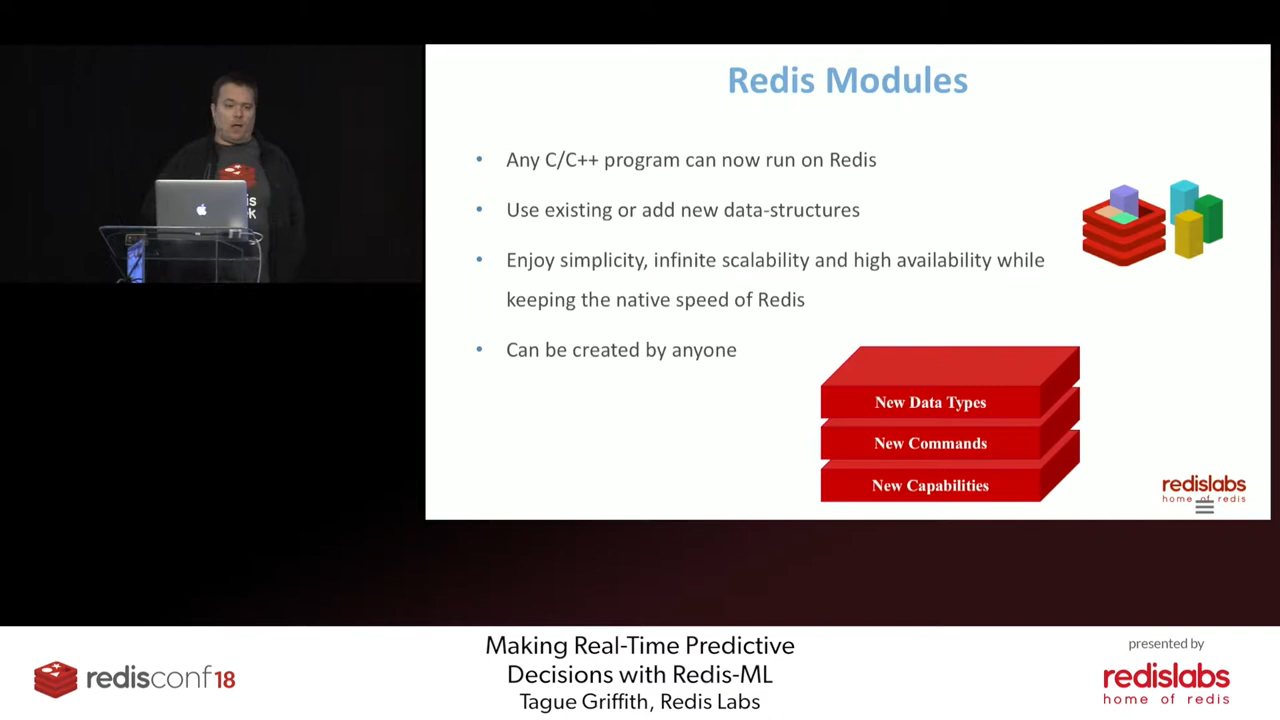 Redis Modules
• Any C/C++ program can now run on Redis
• Use existing or add new data-structures
• Enjoy simplicity, infinite scalability and high availability while
keeping the native speed of Redis
• Can be created by anyone
New Data Types
New Commands
New Capabilities
redislabs
home of redis
redisconf18
Making Real-Time Predictive
Decisions with Redis-ML
Tague Griffith, Redis Labs
presented by
redislabs
home of redis